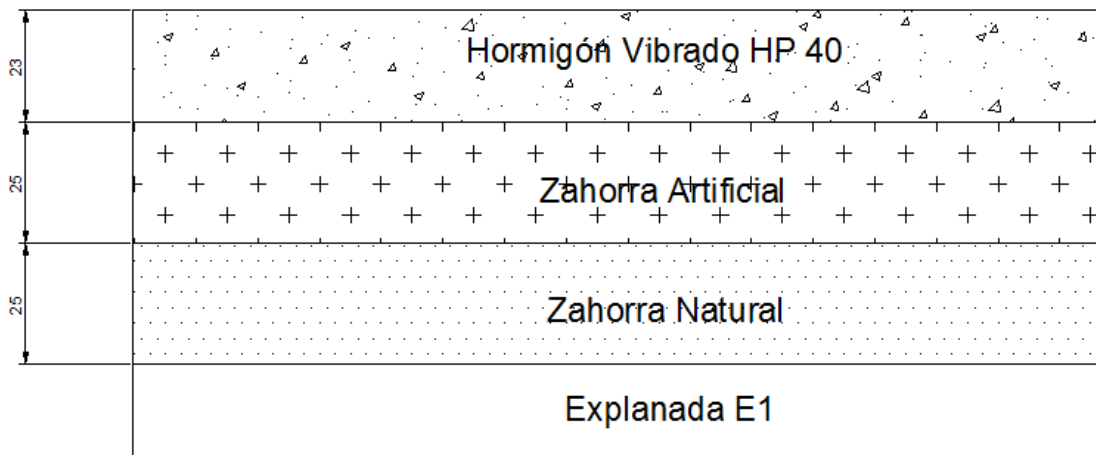 23
Hormigón Vibrado HP 40
25
Zahorra Artificial
25
Zahorra Natural
Explanada E1